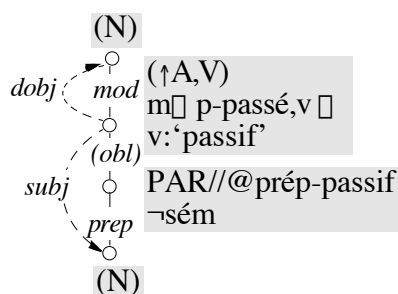 (N)
dobj mod (↑A,V)
m▯ p-passé,v ▯
v:‘passif’
(obl)
subj PAR//@prép-passif
¬sém
prep
(N)